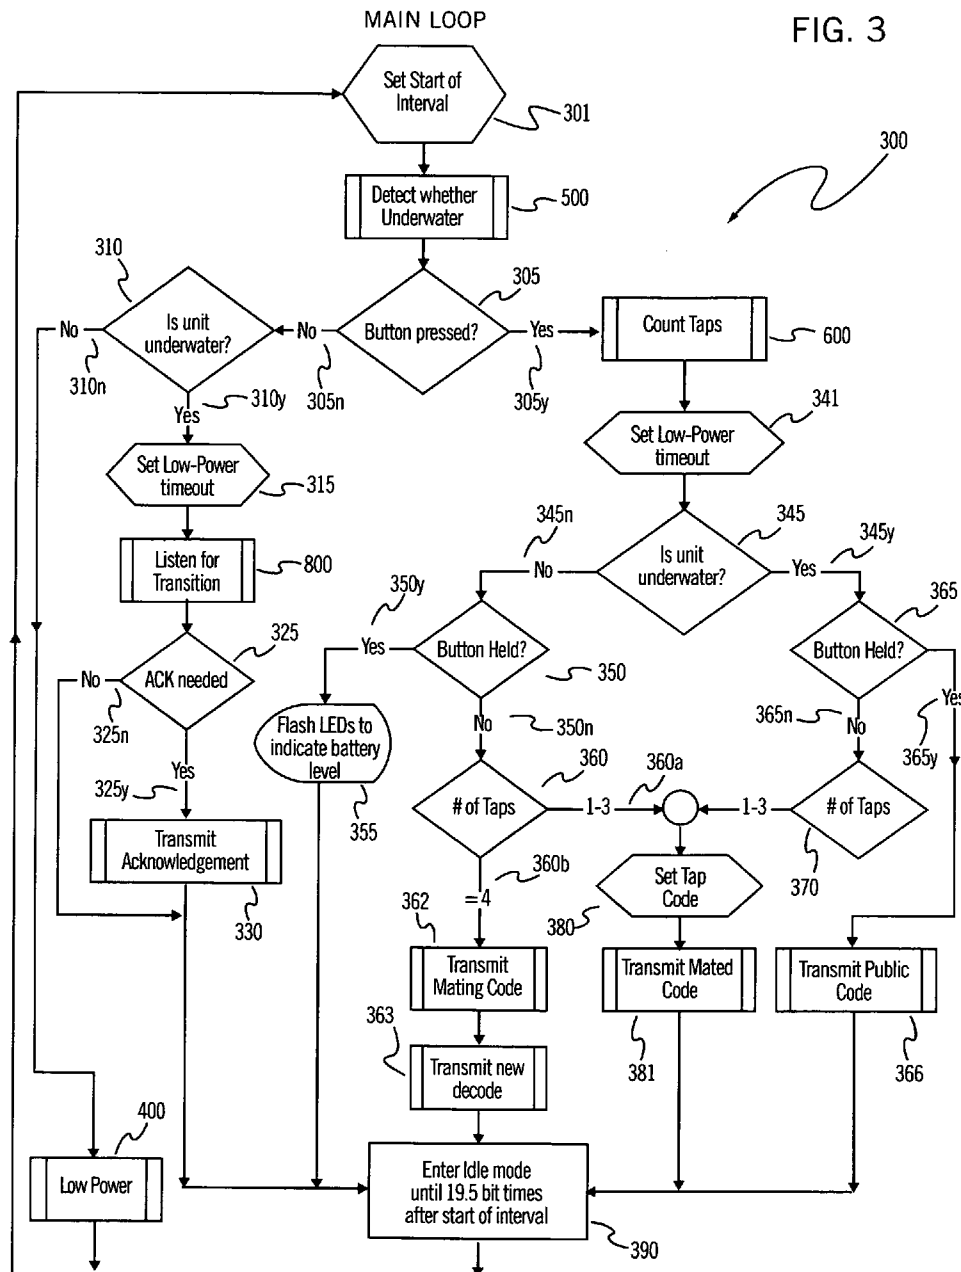 MAIN LOOP
FIG. 3
Set Start of
Interval
301
300
Detect whether
Underwater
500
310
305
Is unit
underwater?
No
310n
No
305n
Button pressed?
Yes
305y
Count Taps
600
310y
Yes
341
Set Low-Power
timeout
Set Low-Power
timeout
315
345n
345
345y
Is unit
underwater?
No
Yes
Listen for
Transition
800
350y
365
Yes
Button Held?
350
Button Held?
325
ACK needed
No
325n
Yes
365y
365n
No
No
350n
Flash LEDs to
indicate battery
level
355
Yes
325y
360
360a
# of Taps
1-3
1-3
# of Taps
370
Transmit
Acknowledgement
330
360b
=4
Set Tap
Code
380
362
Transmit
Mating Code
Transmit Mated
Code
381
Transmit Public
Code
366
363
Transmit new
decode
400
Low Power
Enter Idle mode
until 19.5 bit times
after start of interval
390